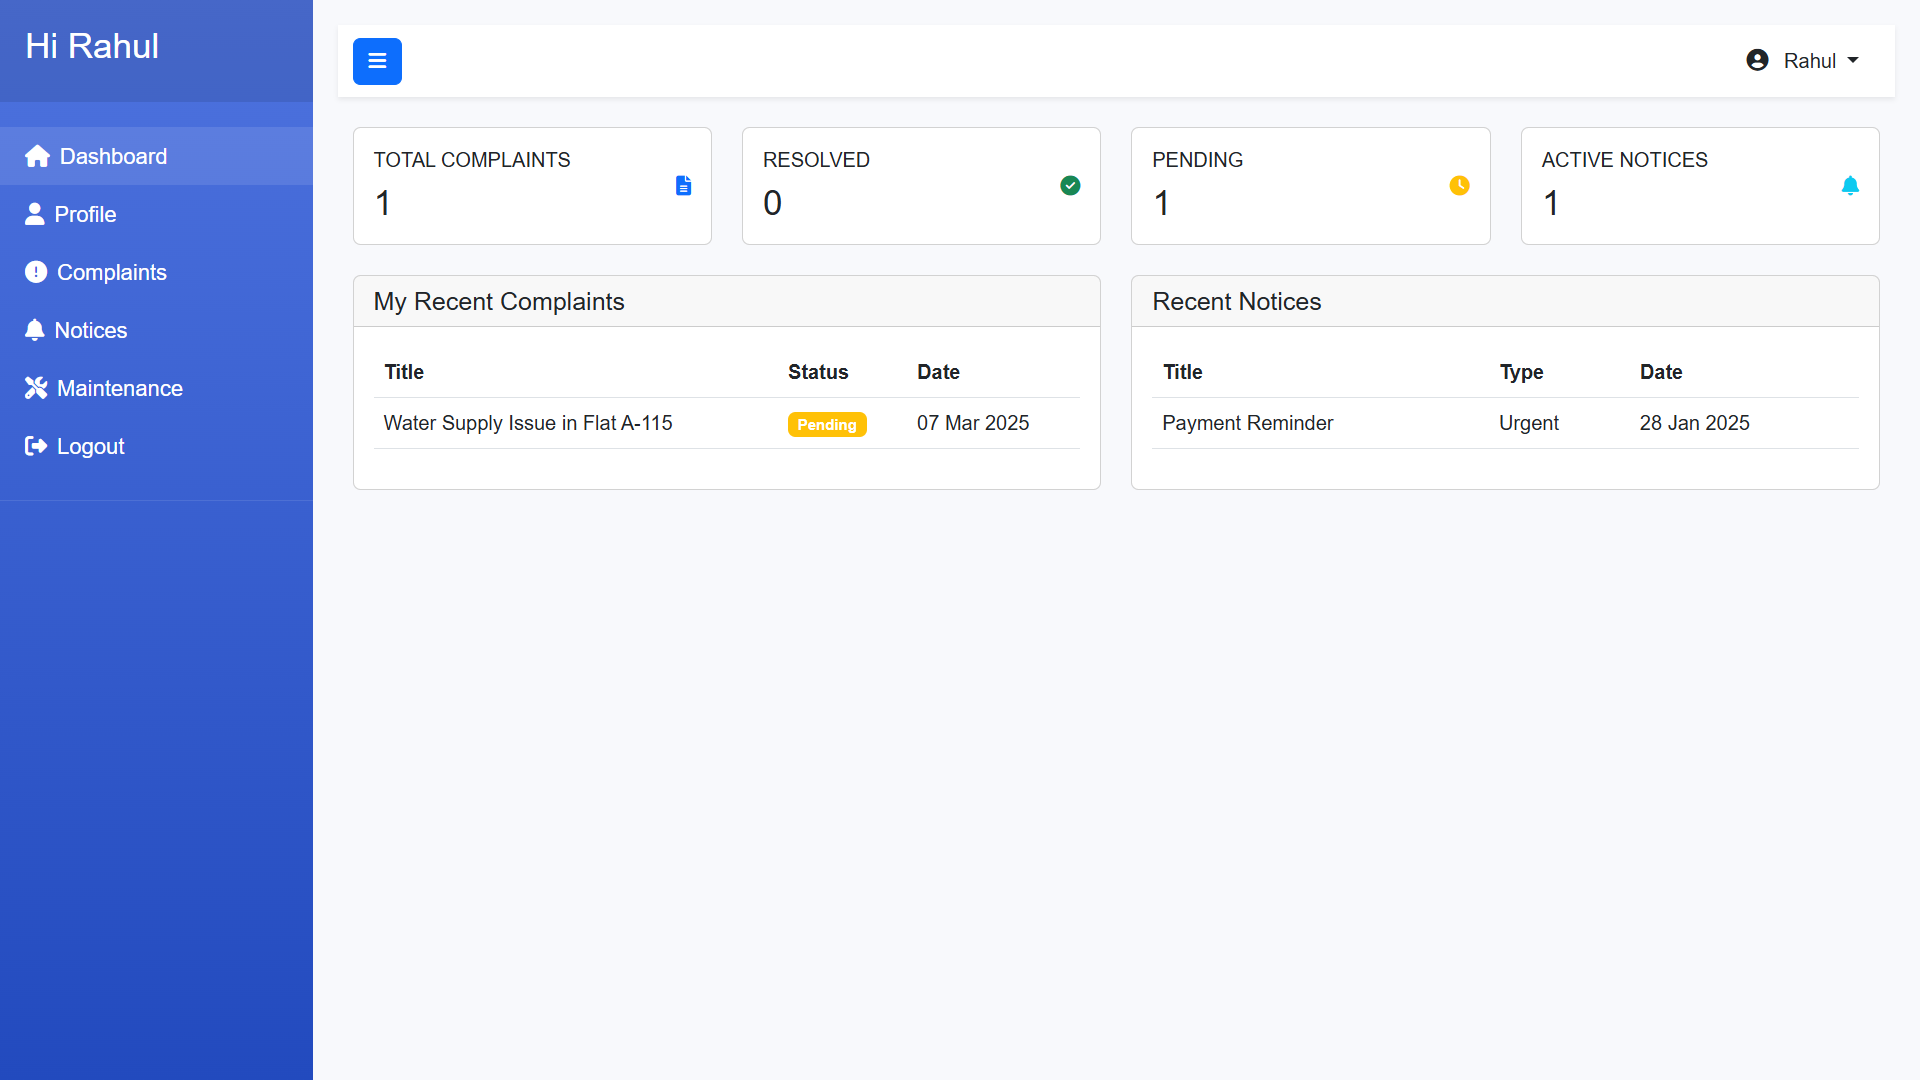 Hi Rahul
Dashboard
Profile
Complaints
Notices
Maintenance
Logout
Rahul
TOTAL COMPLAINTS
1
RESOLVED
0
PENDING
1
ACTIVE NOTICES
1
My Recent Complaints
Title Status Date
Water Supply Issue in Flat A-115 Pending 07 Mar 2025
Recent Notices
Title Type Date
Payment Reminder Urgent 28 Jan 2025